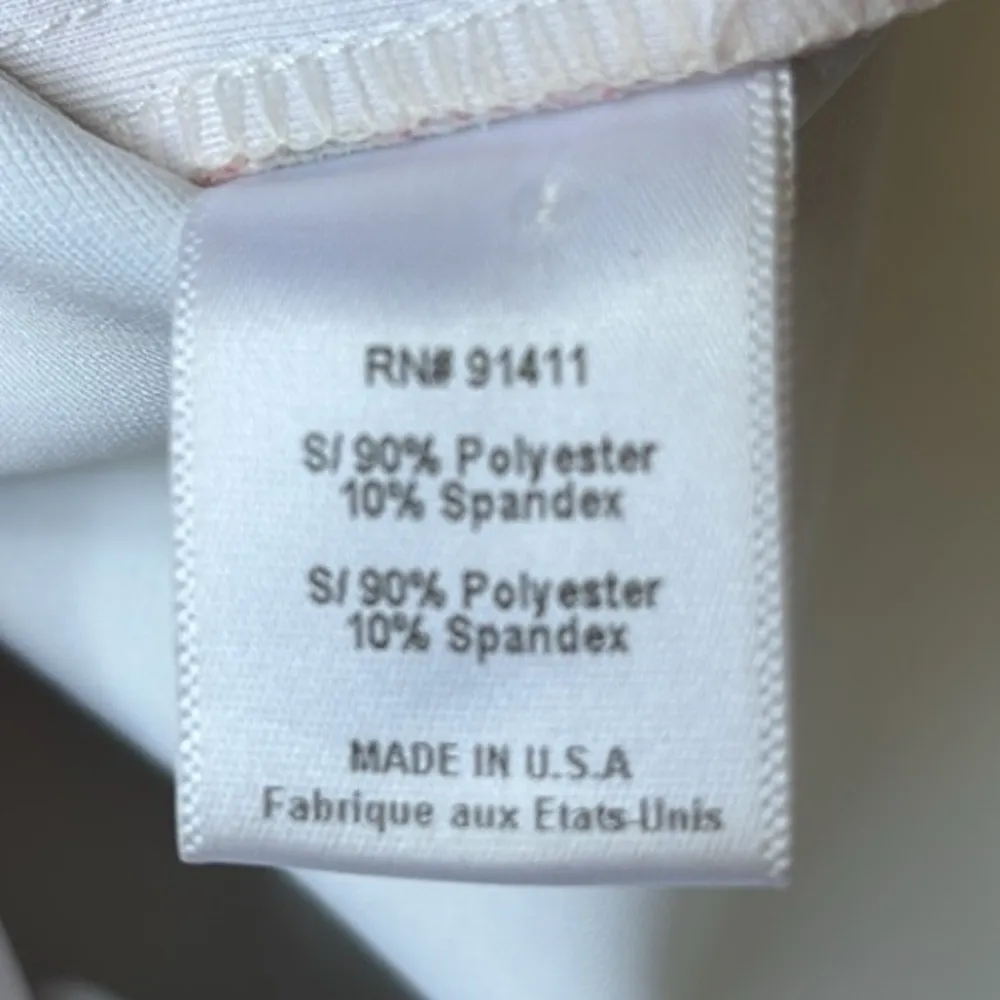 RN# 91411
S/ 90% Polyester
10% Spandex
S/ 90% Polyester
10% Spandex
MADE IN U.S.A
Fabrique aux Etats-Unis